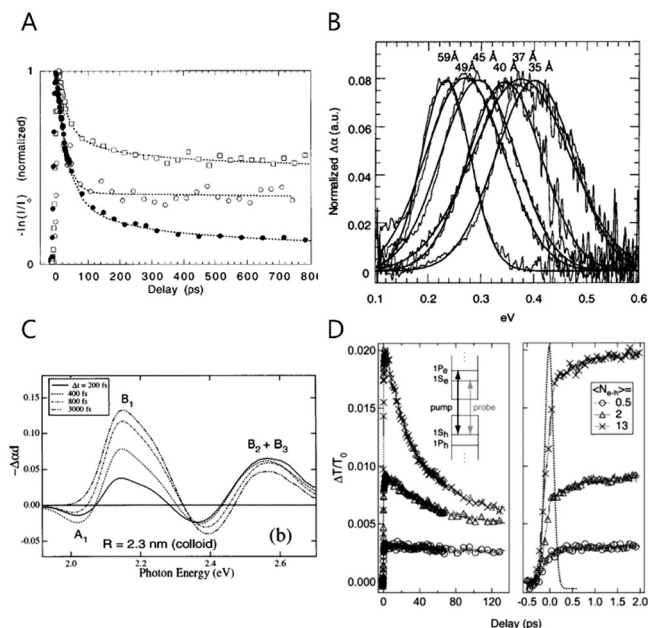 A
-ln (I/I₀) (normalized)
1
0
0 100 200 300 400 500 600 700 800
Delay (ps)
B
Normalized Δα (a.u.)
0.08
0.06
0.04
0.02
0
59Å 49Å 45 Å 40 Å 37 Å 35 Å
0.1 0.2 0.3 0.4 0.5 0.6
eV
C
-Δαd
0.15
0.10
0.05
0.00
-0.05
Δt = 200 fs
400 fs
800 fs
3000 fs
B₁
B₂ + B₃
A₁
R = 2.3 nm (colloid)
(b)
2.0 2.2 2.4 2.6
Photon Energy (eV)
D
ΔT/T₀
0.020
0.015
0.010
0.005
0.000
1Pₑ
1Sₑ
pump
probe
1Sₕ
1Pₕ
<Nₑ₋ₕ>=
0.5
2
13
0 40 80 120
-0.5 0.0 0.5 1.0 1.5 2.0
Delay (ps)